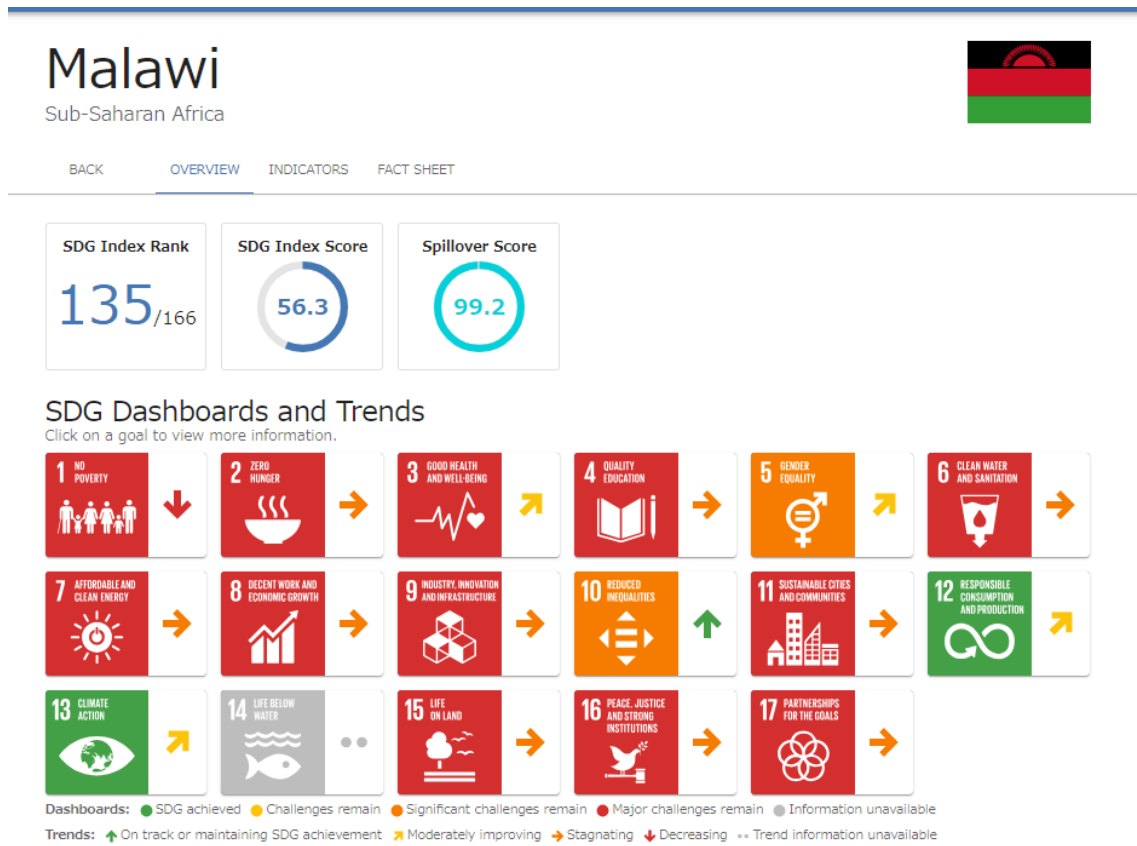 Malawi
Sub-Saharan Africa
BACK OVERVIEW INDICATORS FACT SHEET
SDG Index Rank
135/166
SDG Index Score
56.3
Spillover Score
99.2
SDG Dashboards and Trends
Click on a goal to view more information.
1 NO
POVERTY
2 ZERO
HUNGER
3 GOOD HEALTH
AND WELL-BEING
4 QUALITY
EDUCATION
5 GENDER
EQUALITY
6 CLEAN WATER
AND SANITATION
7 AFFORDABLE AND
CLEAN ENERGY
8 DECENT WORK AND
ECONOMIC GROWTH
9 INDUSTRY, INNOVATION
AND INFRASTRUCTURE
10 REDUCED
INEQUALITIES
11 SUSTAINABLE CITIES
AND COMMUNITIES
12 RESPONSIBLE
CONSUMPTION
AND PRODUCTION
13 CLIMATE
ACTION
14 LIFE BELOW
WATER
15 LIFE
ON LAND
16 PEACE, JUSTICE
AND STRONG
INSTITUTIONS
17 PARTNERSHIPS
FOR THE GOALS
Dashboards: SDG achieved Challenges remain Significant challenges remain Major challenges remain Information unavailable
Trends: On track or maintaining SDG achievement Moderately improving Stagnating Decreasing Trend information unavailable